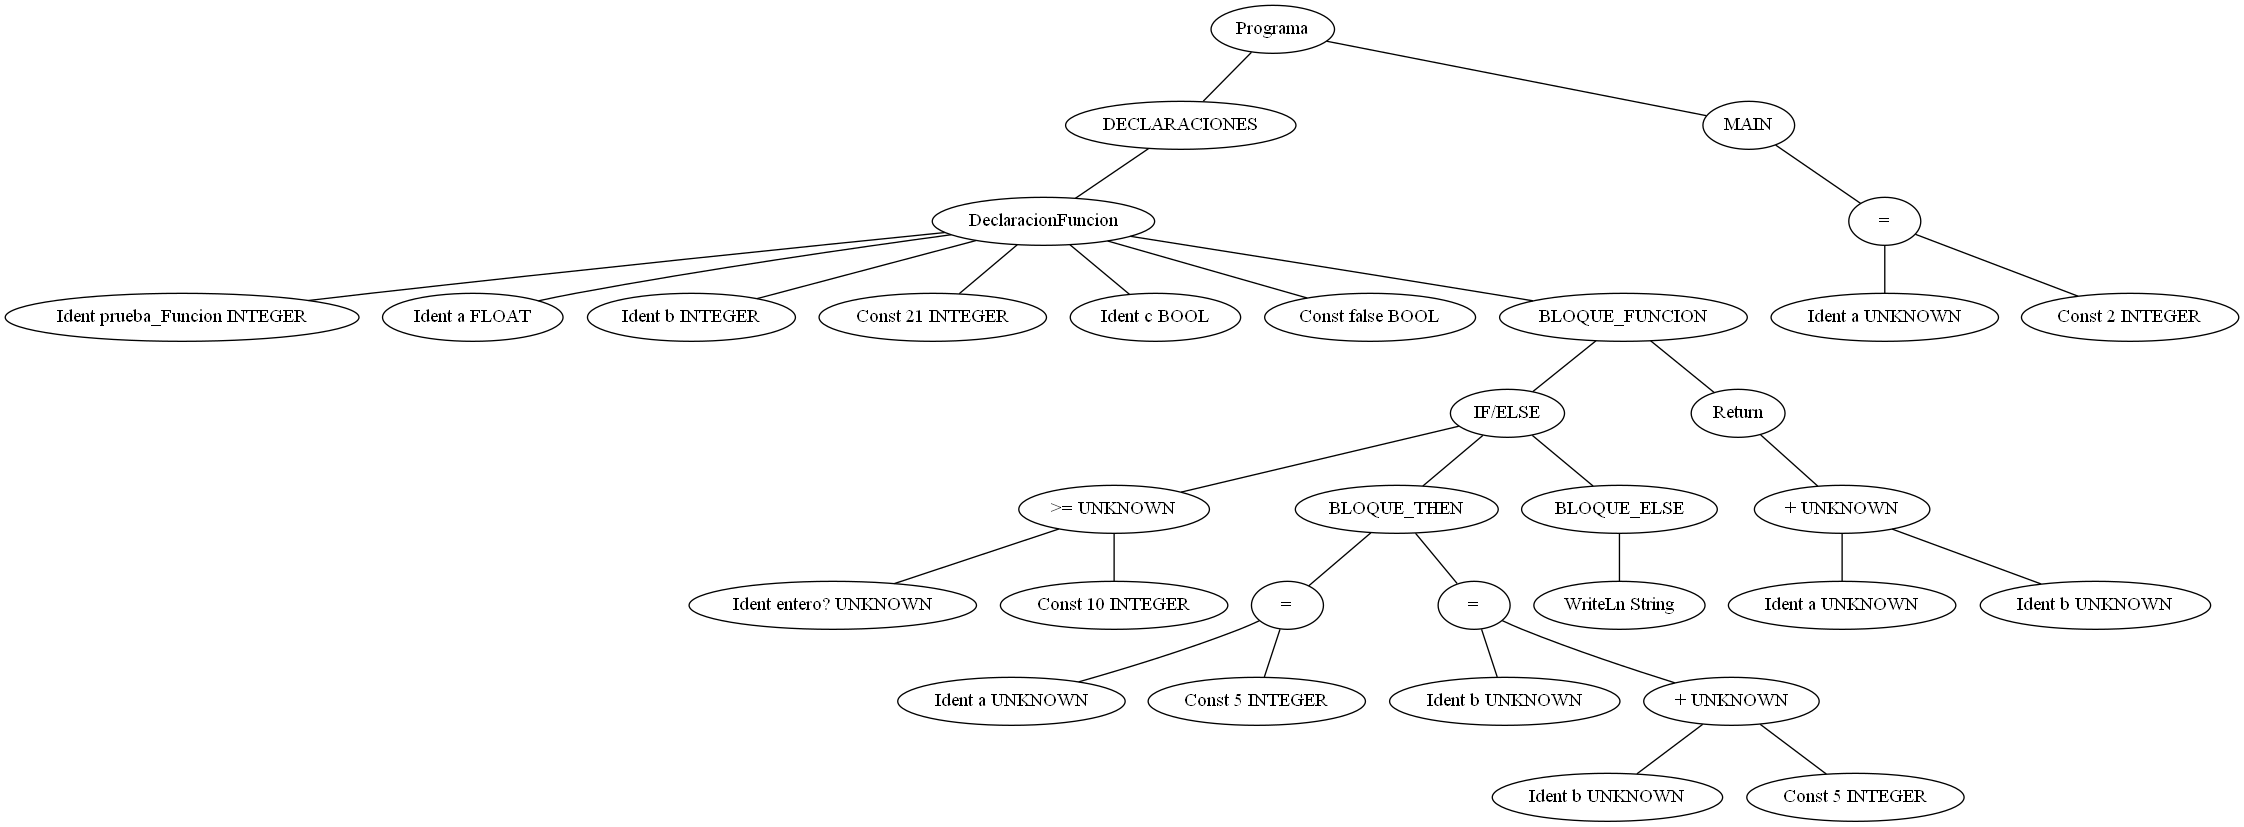 Programa
DECLARACIONES
MAIN
DeclaracionFuncion
=
Ident prueba_Funcion INTEGER
Ident a FLOAT
Ident b INTEGER
Const 21 INTEGER
Ident c BOOL
Const false BOOL
BLOQUE_FUNCION
Ident a UNKNOWN
Const 2 INTEGER
IF/ELSE
Return
>= UNKNOWN
BLOQUE_THEN
BLOQUE_ELSE
+ UNKNOWN
Ident entero? UNKNOWN
Const 10 INTEGER
=
=
WriteLn String
Ident a UNKNOWN
Ident b UNKNOWN
Ident a UNKNOWN
Const 5 INTEGER
Ident b UNKNOWN
+ UNKNOWN
Ident b UNKNOWN
Const 5 INTEGER